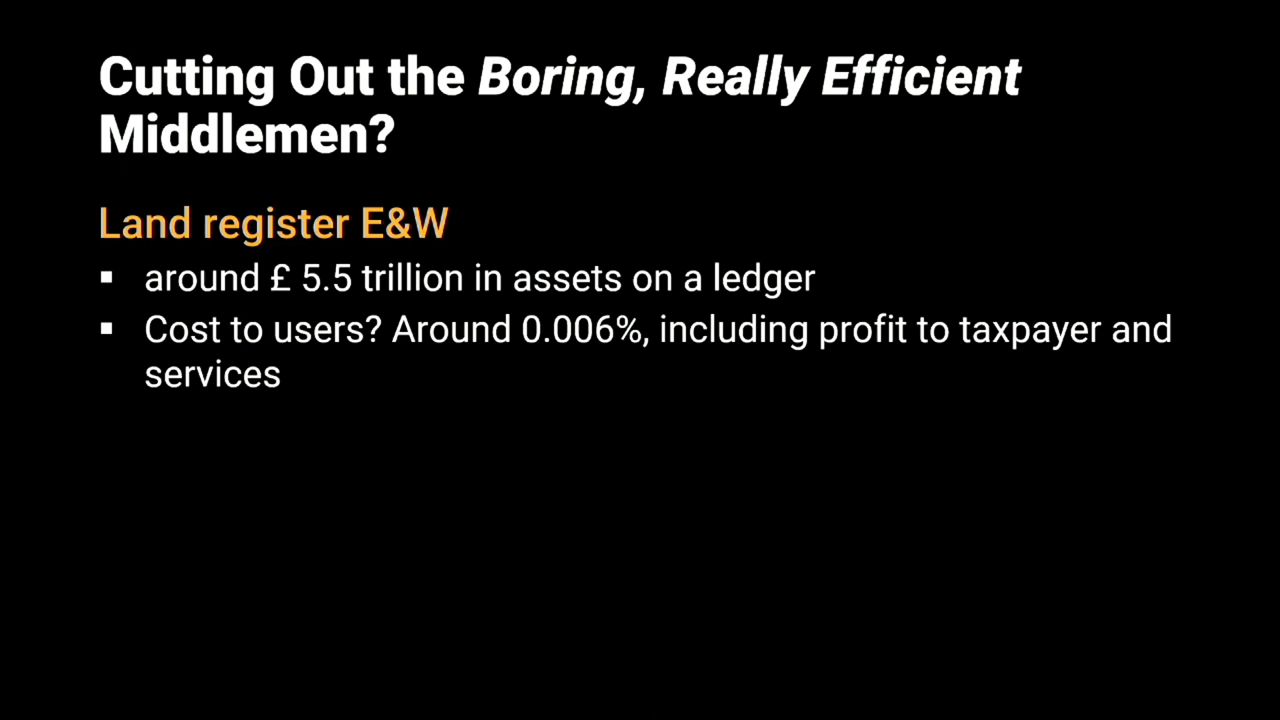 Cutting Out the Boring, Really Efficient
Middlemen?
Land register E&W
▪ around £ 5.5 trillion in assets on a ledger
▪ Cost to users? Around 0.006%, including profit to taxpayer and
services